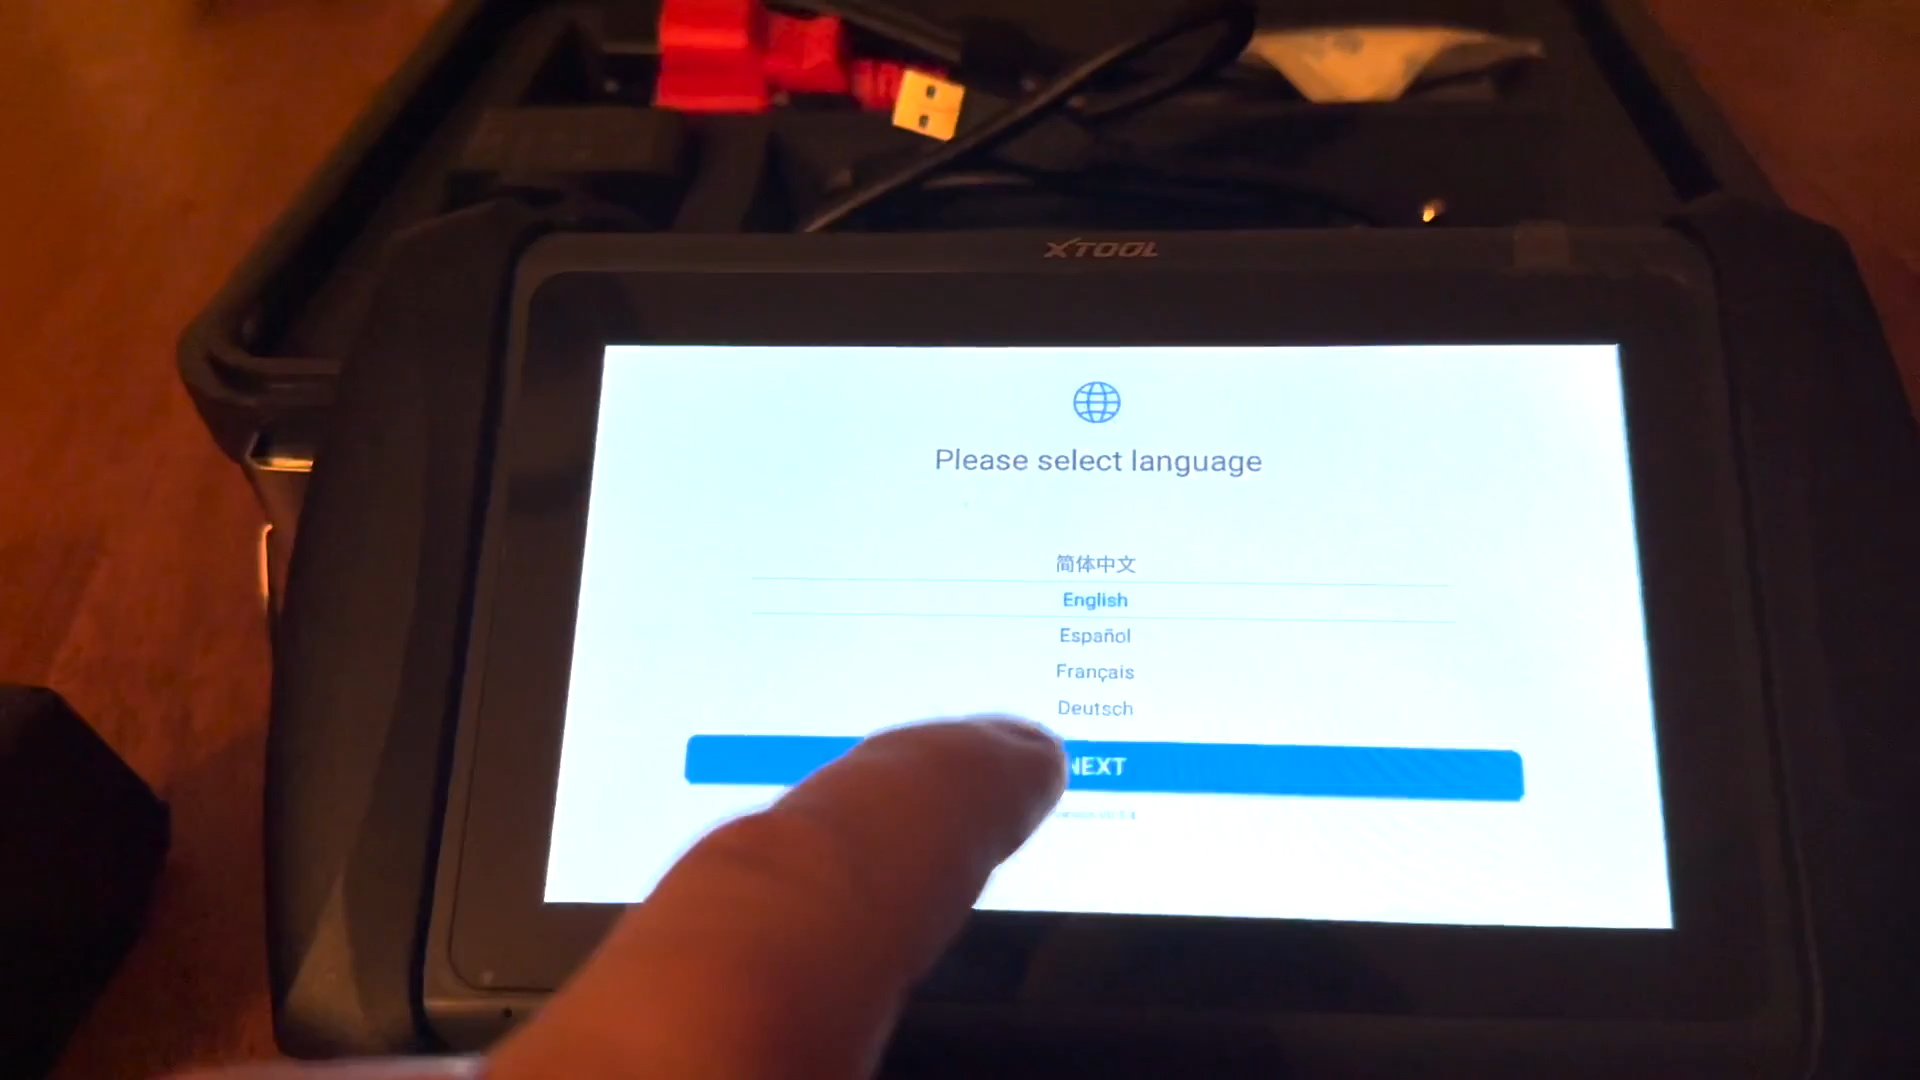 XTOOL
Please select language
简体中文
English
Español
Français
Deutsch
NEXT